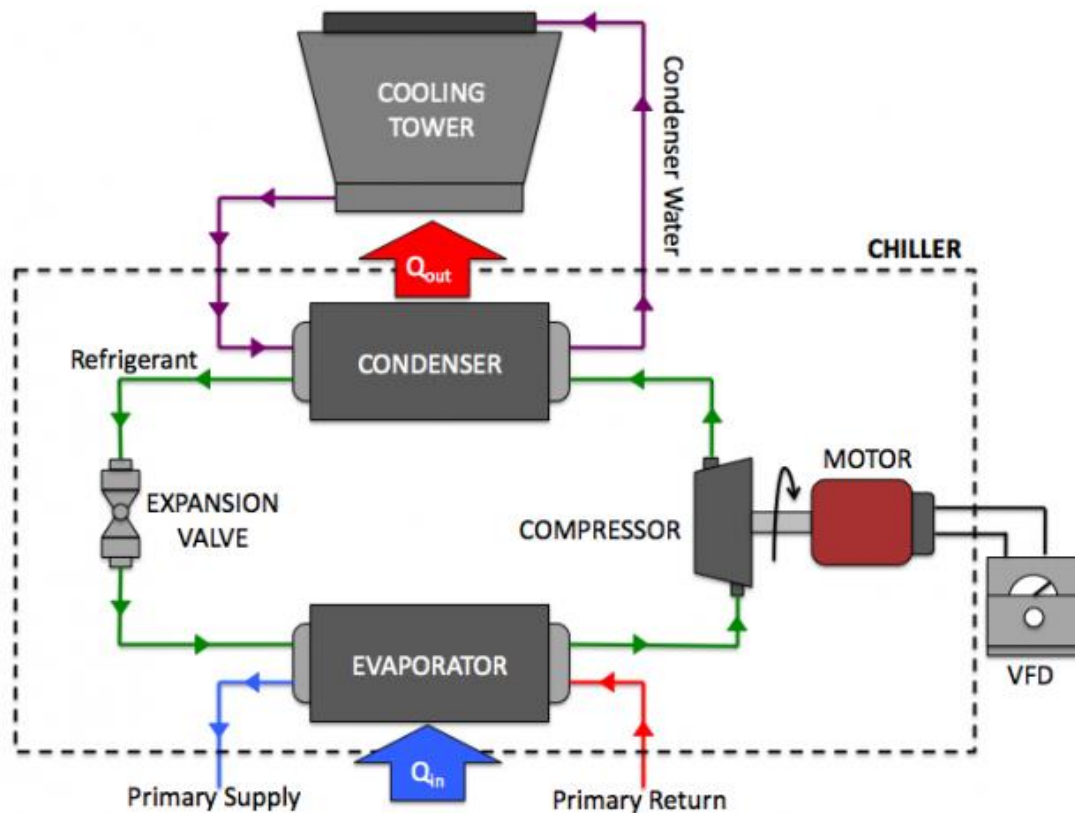 COOLING
TOWER
Condenser Water
CHILLER
Qout
Refrigerant
CONDENSER
MOTOR
EXPANSION
VALVE
COMPRESSOR
EVAPORATOR
VFD
Qin
Primary Supply
Primary Return